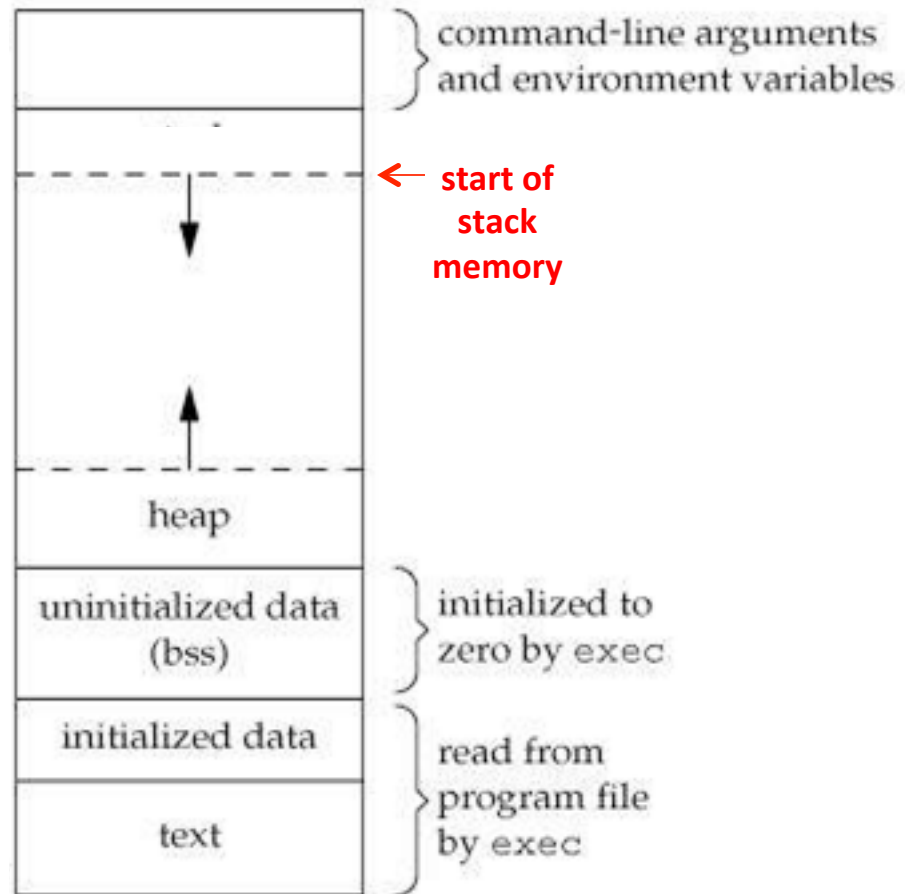 command-line arguments
and environment variables
start of
stack
memory
heap
uninitialized data
(bss)
initialized to
zero by exec
initialized data
read from
program file
by exec
text